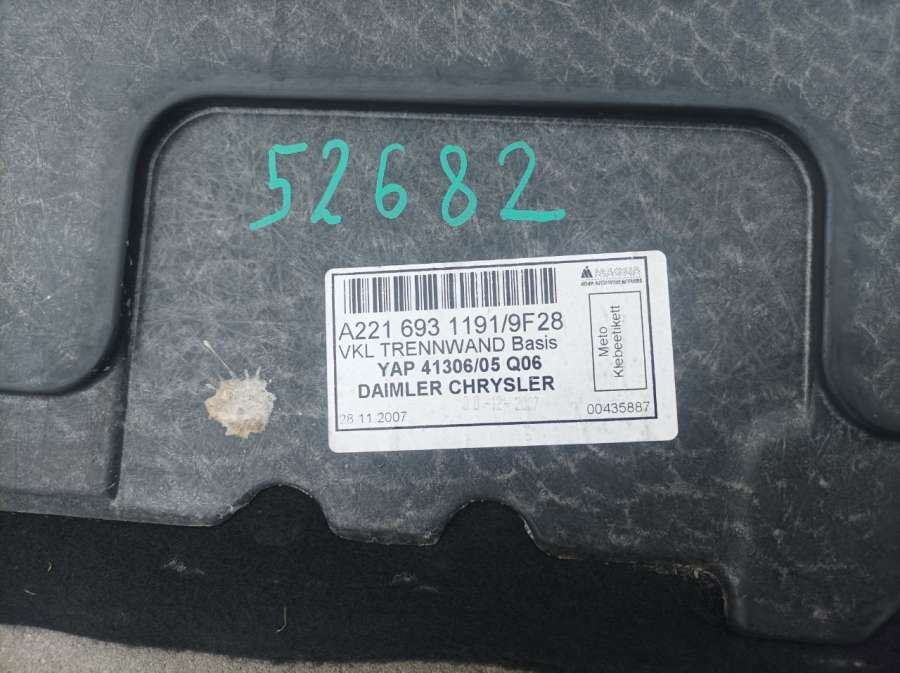 52682
MAGNA
A221 693 1191/9F28
VKL TRENNWAND Basis
YAP 41306/05 Q06
DAIMLER CHRYSLER
28.11.2007
00435887
Meto
Klebeetikett